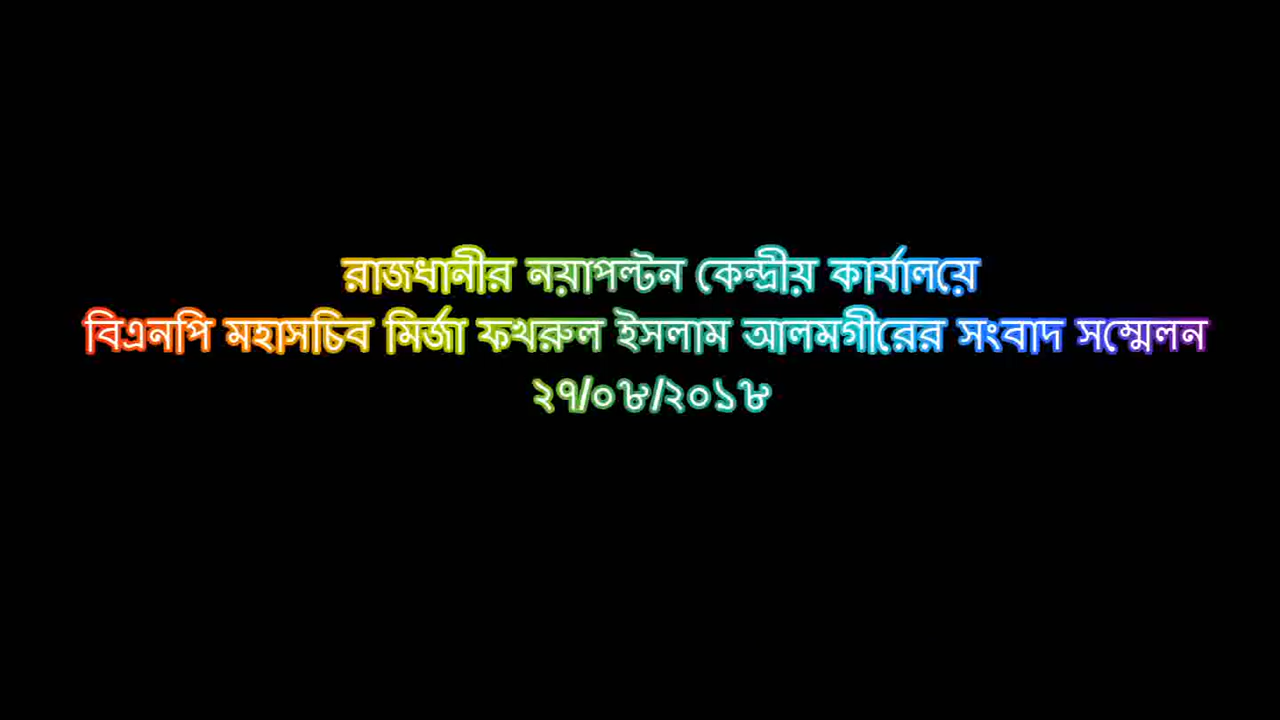 রাজধানীর নয়াপল্টন কেন্দ্রীয় কার্যালয়ে
বিএনপি মহাসচিব মির্জা ফখরুল ইসলাম আলমগীরের সংবাদ সম্মেলন
২৭/০৮/২০১৮